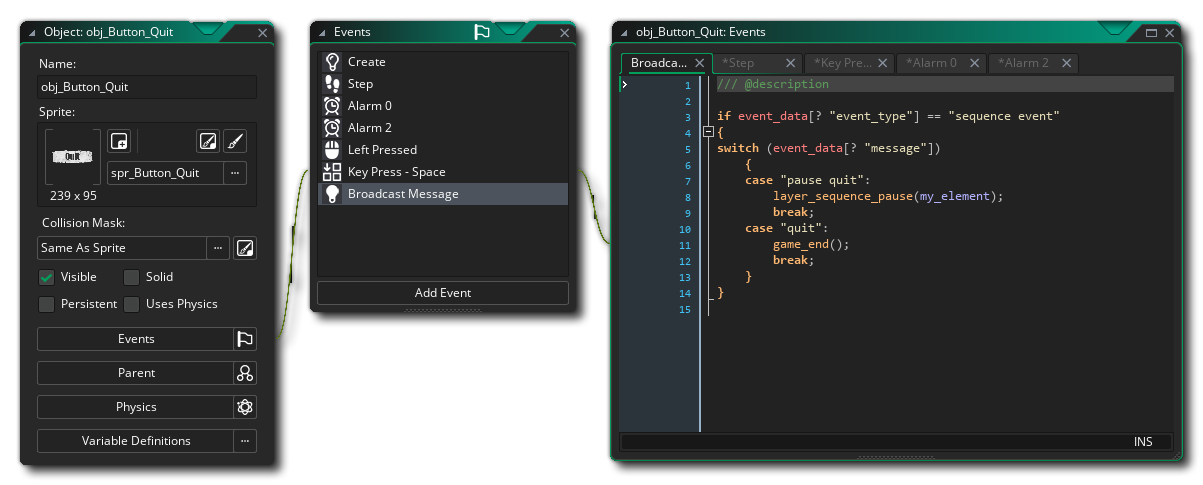 Object: obj_Button_Quit
Name:
obj_Button_Quit
Sprite:
Quit
spr_Button_Quit
239 x 95
Collision Mask:
Same As Sprite
Visible
Solid
Persistent
Uses Physics
Events
Parent
Physics
Variable Definitions
Events
Create
Step
Alarm 0
Alarm 2
Left Pressed
Key Press - Space
Broadcast Message
Add Event
obj_Button_Quit: Events
Broadca... *Step *Key Pre... *Alarm 0 *Alarm 2
1 /// @description
2
3 if event_data[? "event_type"] == "sequence event"
4 {
5 switch (event_data[? "message"])
6 {
7 case "pause quit":
8 layer_sequence_pause(my_element);
9 break;
10 case "quit":
11 game_end();
12 break;
13 }
14 }
15
INS